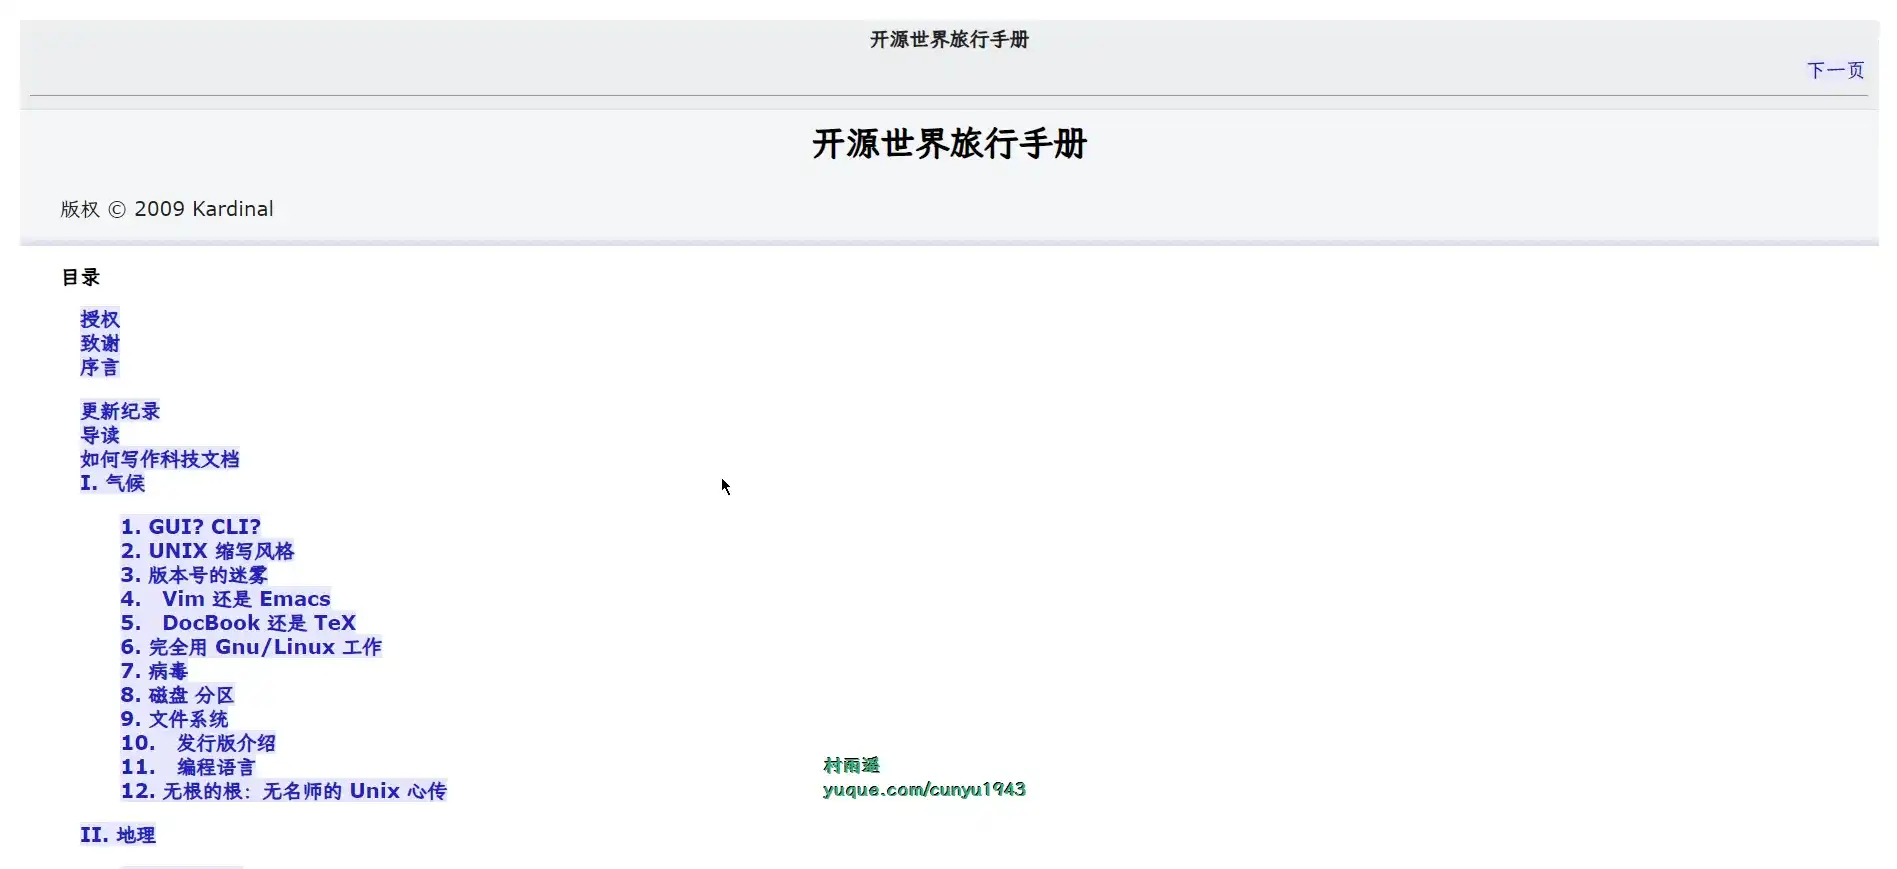 开源世界旅行手册
下一页
开源世界旅行手册
版权 © 2009 Kardinal
目录
授权
致谢
序言
更新纪录
导读
如何写作科技文档
I. 气候
1. GUI? CLI?
2. UNIX 缩写风格
3. 版本号的迷雾
4. Vim 还是 Emacs
5. DocBook 还是 TeX
6. 完全用 Gnu/Linux 工作
7. 病毒
8. 磁盘 分区
9. 文件系统
10. 发行版介绍
11. 编程语言
12. 无根的根：无名师的 Unix 心传
村雨遥
yuque.com/cunyu1943
II. 地理